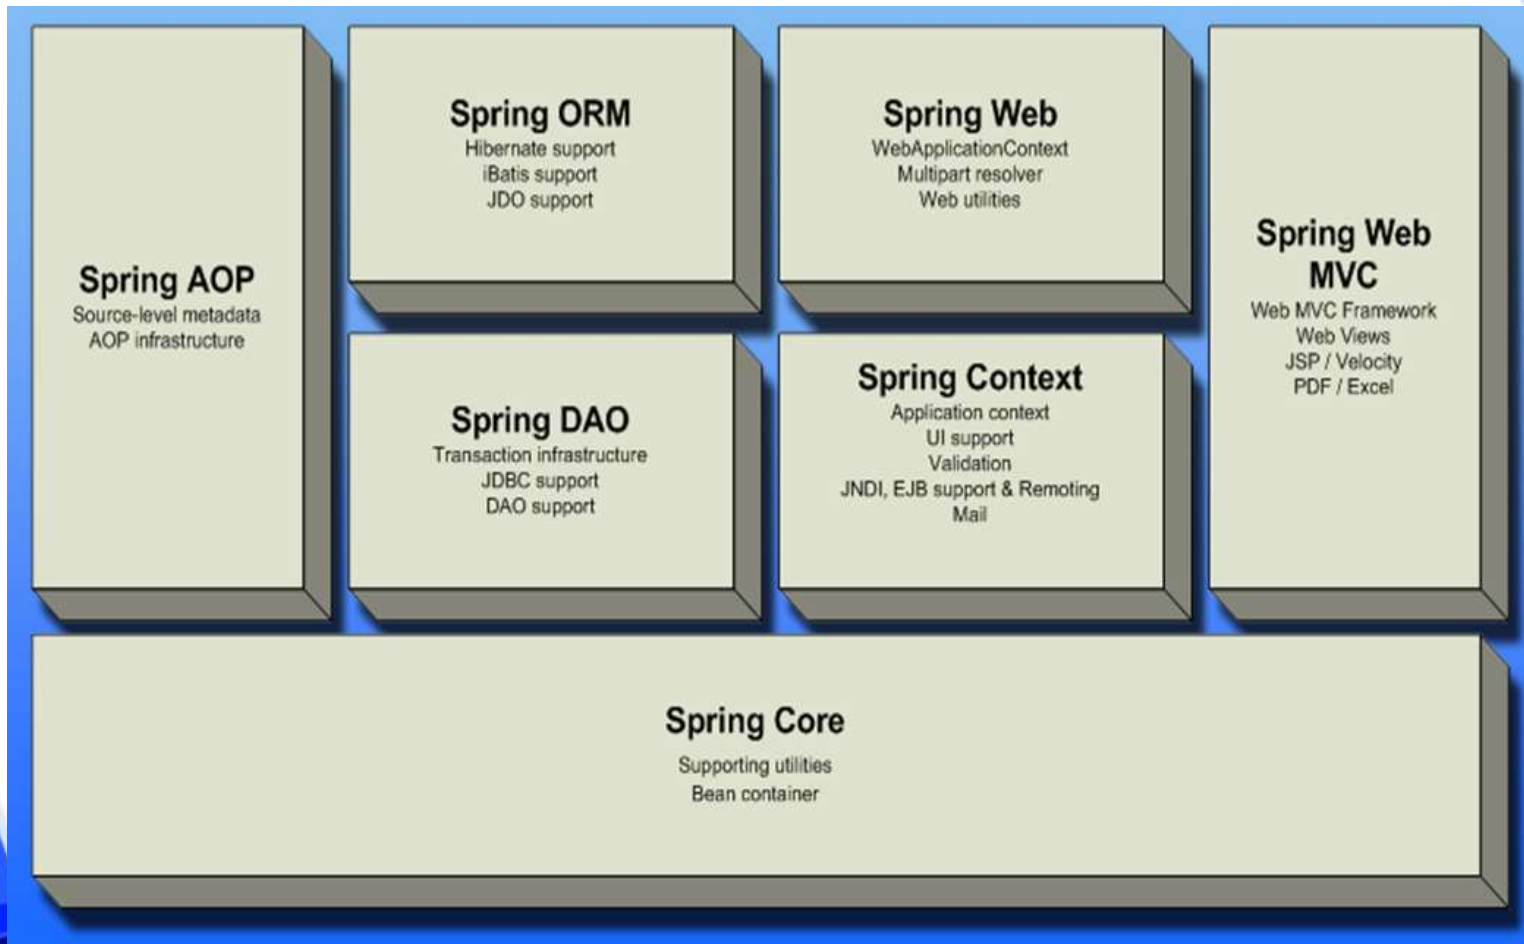 Spring AOP
Source-level metadata
AOP infrastructure
Spring ORM
Hibernate support
iBatis support
JDO support
Spring DAO
Transaction infrastructure
JDBC support
DAO support
Spring Web
WebApplicationContext
Multipart resolver
Web utilities
Spring Context
Application context
UI support
Validation
JNDI, EJB support & Remoting
Mail
Spring Web
MVC
Web MVC Framework
Web Views
JSP / Velocity
PDF / Excel
Spring Core
Supporting utilities
Bean container